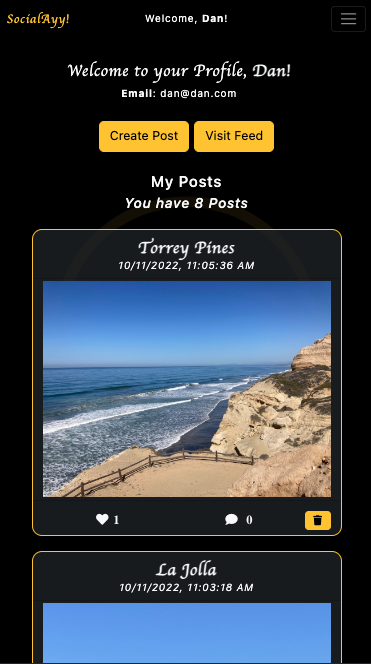 SocialAyy!
Welcome, Dan!
Welcome to your Profile, Dan!
Email: dan@dan.com
Create Post
Visit Feed
My Posts
You have 8 Posts
Torrey Pines
10/11/2022, 11:05:36 AM
1
0
La Jolla
10/11/2022, 11:03:18 AM